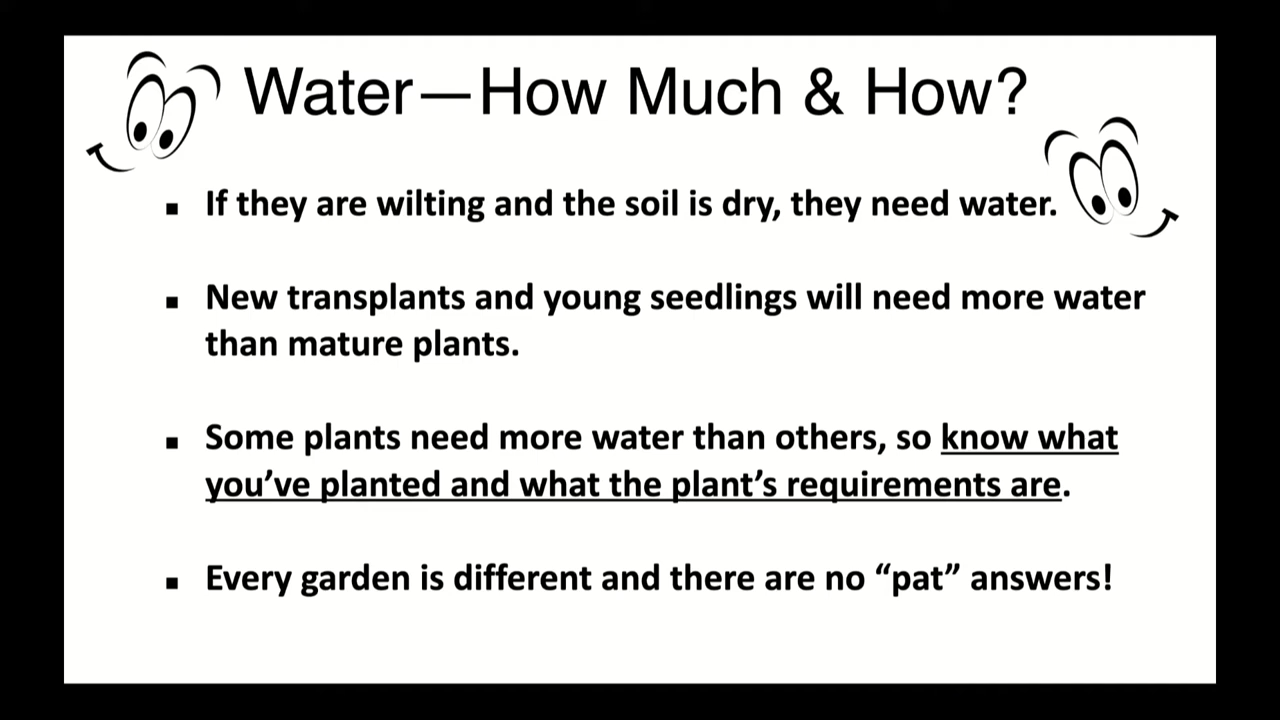 Water—How Much & How?
▪ If they are wilting and the soil is dry, they need water.
▪ New transplants and young seedlings will need more water
than mature plants.
▪ Some plants need more water than others, so know what
you’ve planted and what the plant’s requirements are.
▪ Every garden is different and there are no “pat” answers!